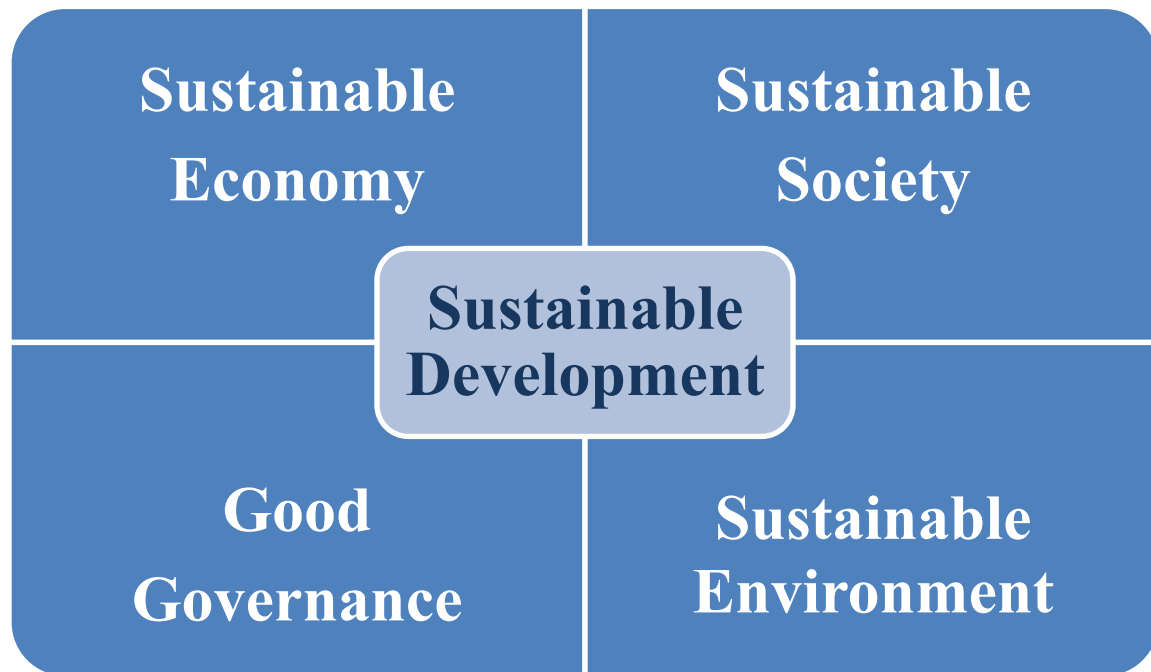 Sustainable
Economy
Sustainable
Society
Sustainable
Development
Good
Governance
Sustainable
Environment